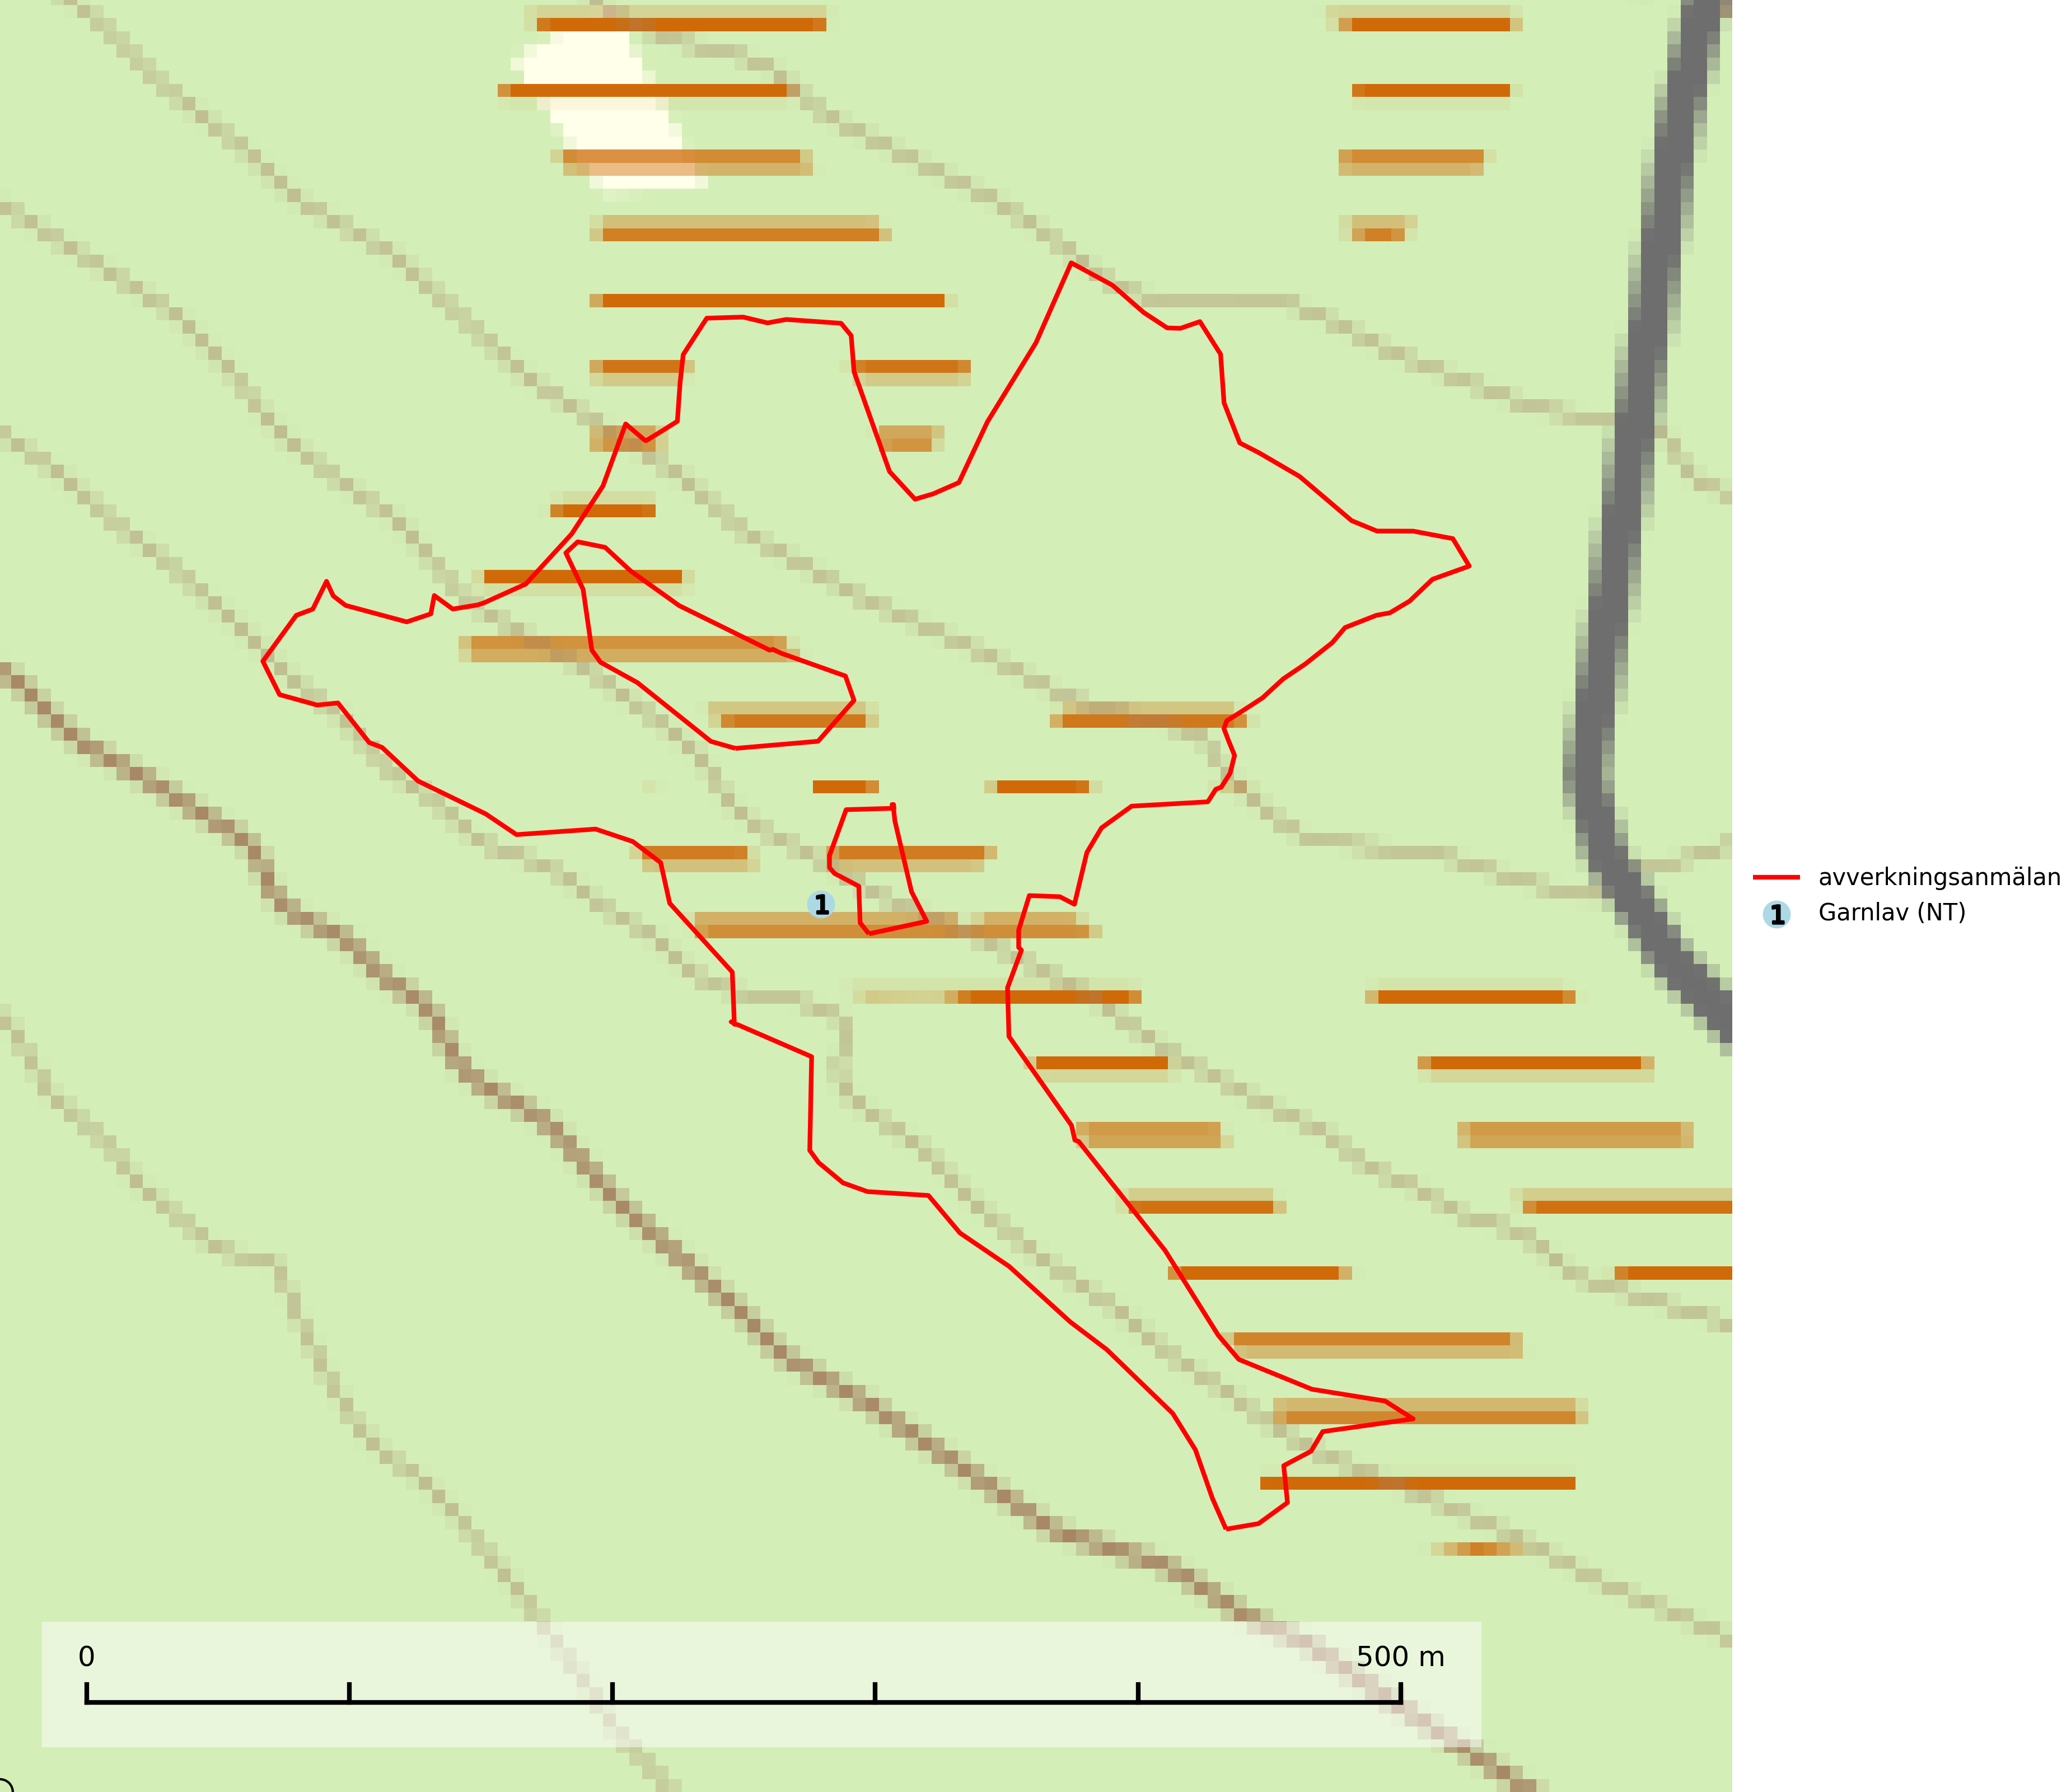 1
avverkningsanmälan
1 Garnlav (NT)
0 500 m